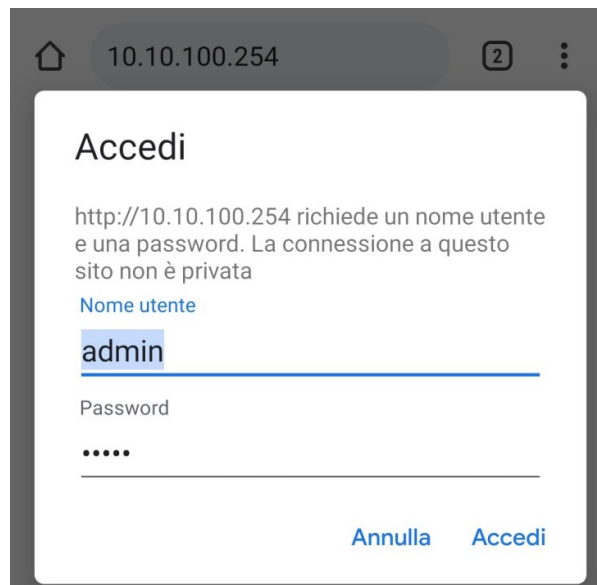 10.10.100.254
2
Accedi
http://10.10.100.254 richiede un nome utente
e una password. La connessione a questo
sito non è privata
Nome utente
admin
Password
•••••
Annulla Accedi